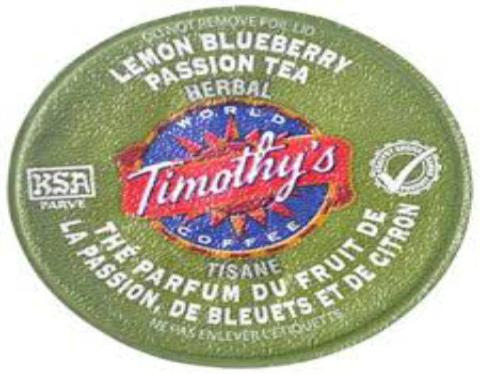 DO NOT REMOVE FOIL LID
LEMON BLUEBERRY
PASSION TEA
HERBAL
WORLD
Timothy's
COFFEE
KSA
PARVE
TISANE
THÉ PARFUM DU FRUIT DE
LA PASSION, DE BLEUETS ET DE CITRON
NE PAS ENLEVER L'ÉTIQUETTE